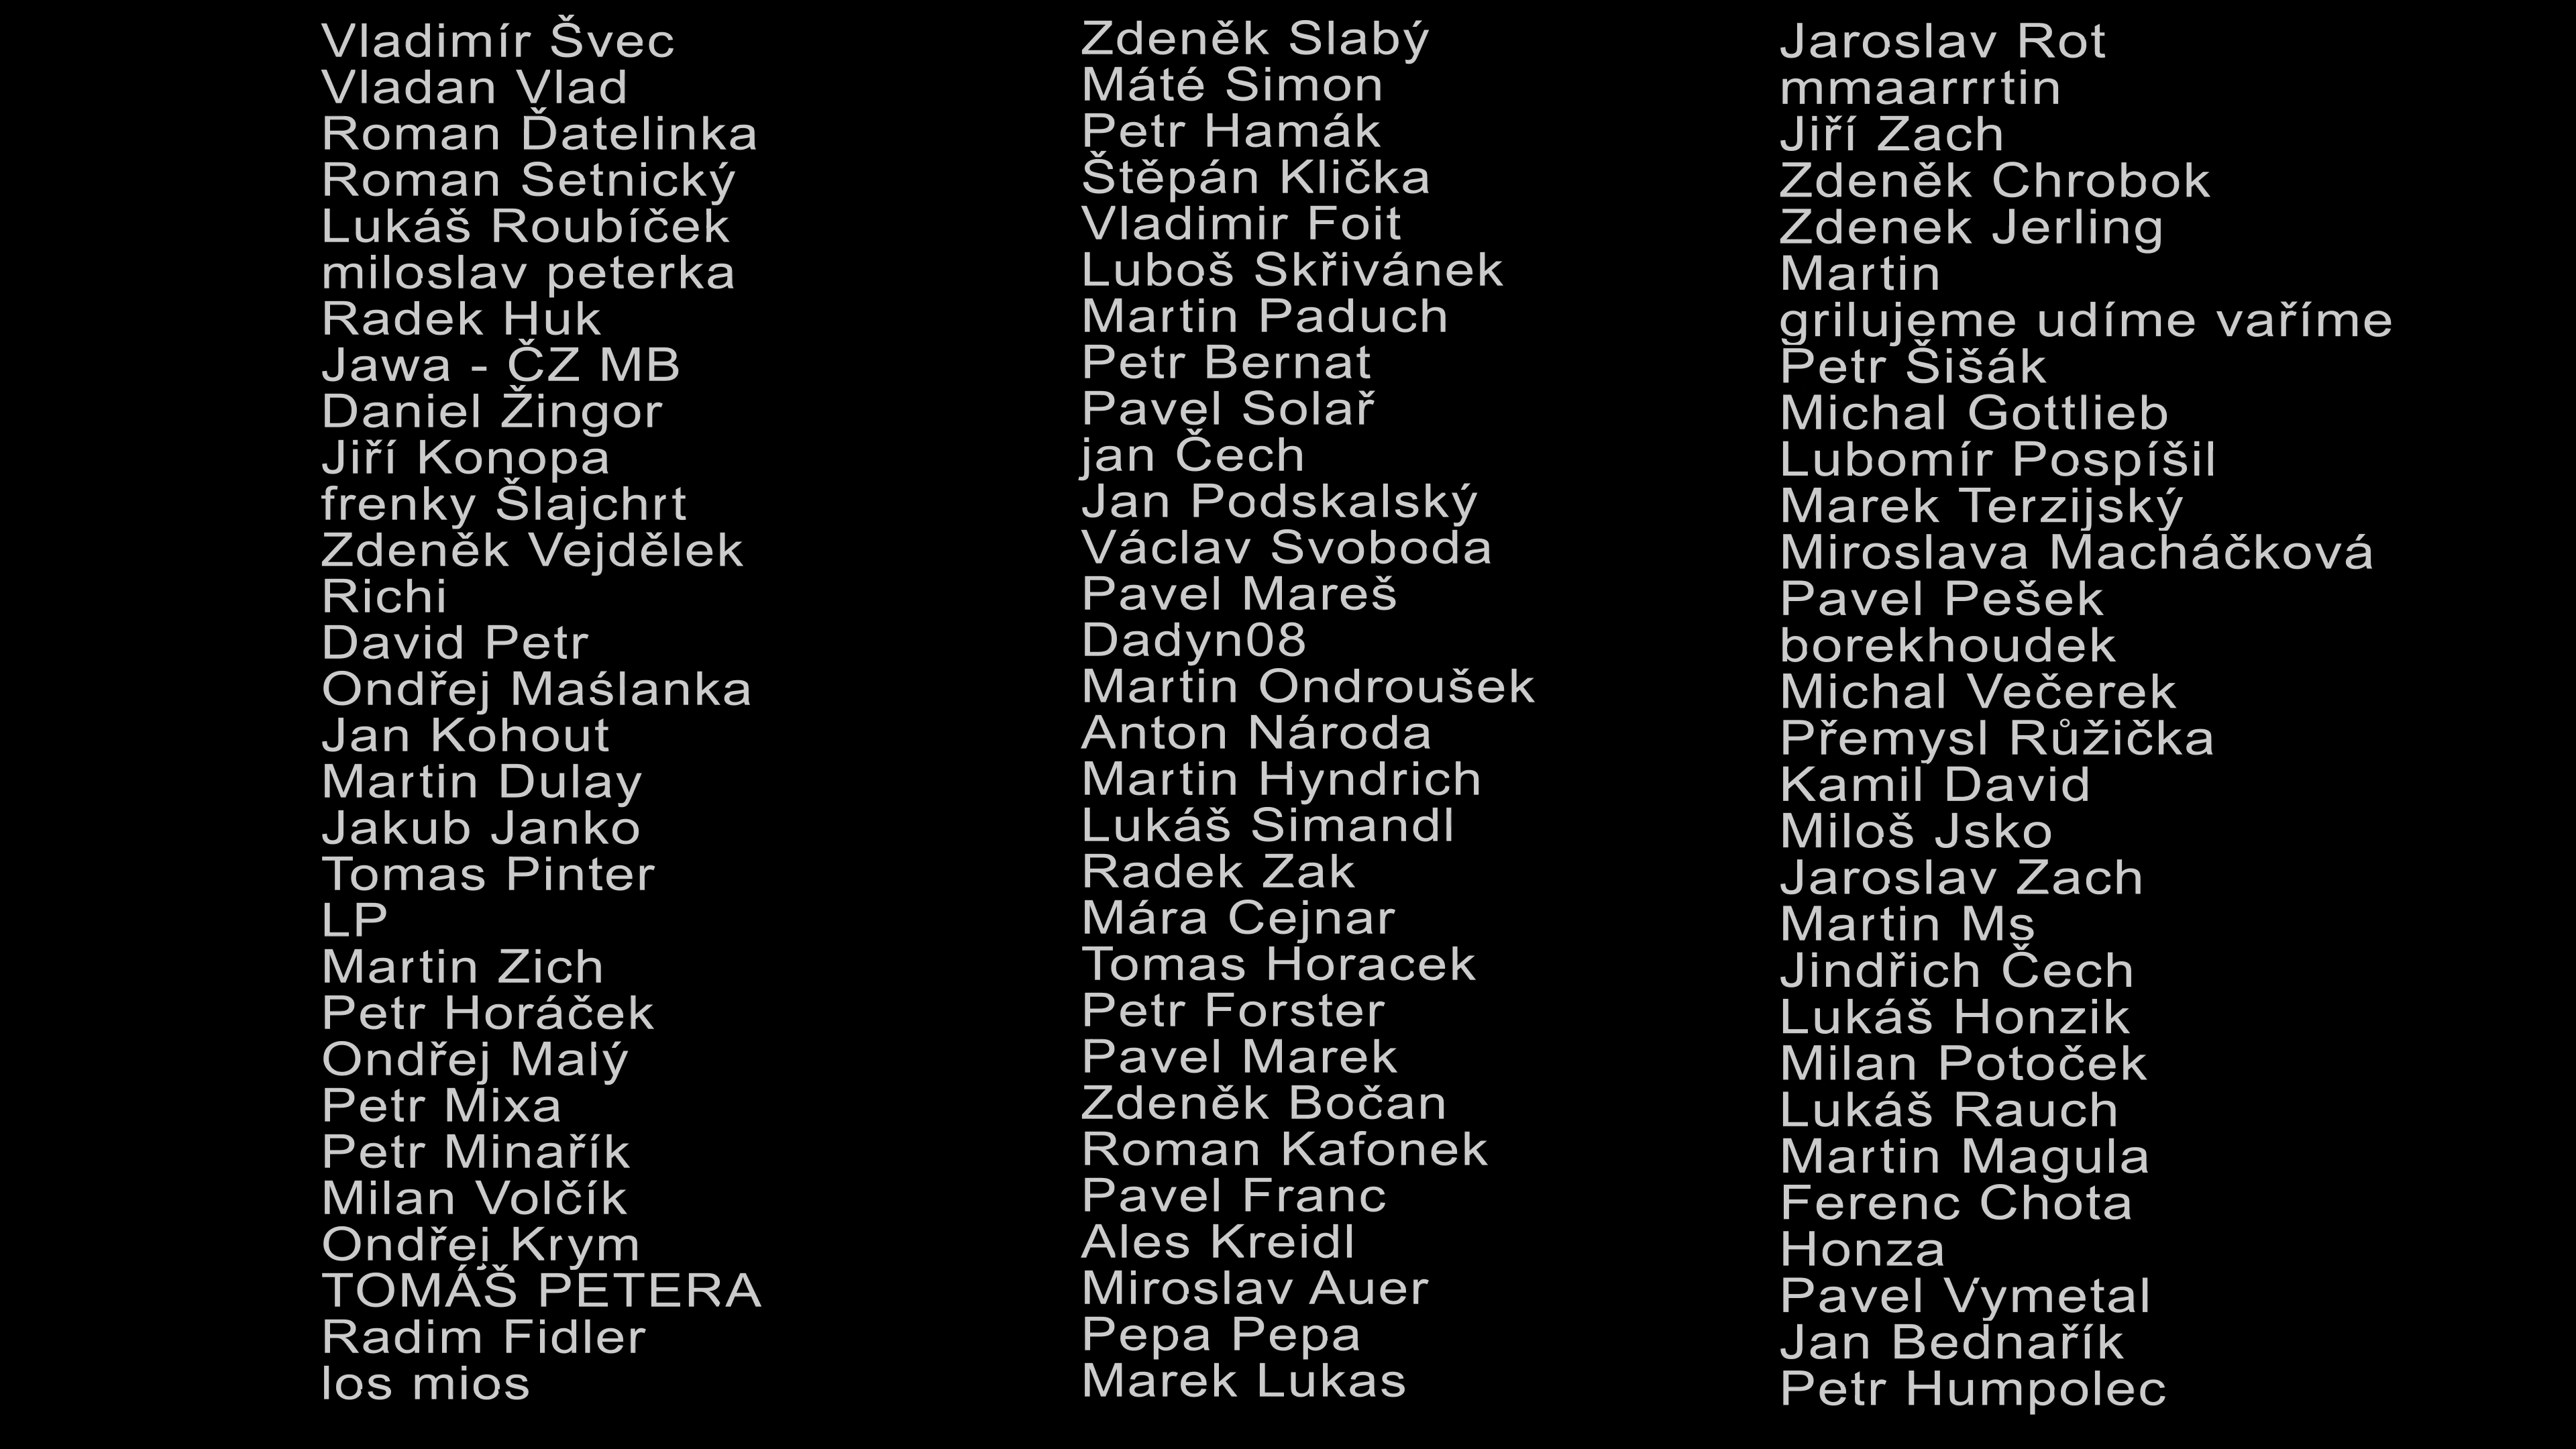 Vladimír Švec
Vladan Vlad
Roman Ďatelinka
Roman Setnický
Lukáš Roubíček
miloslav peterka
Radek Huk
Jawa - ČZ MB
Daniel Žingor
Jiří Konopa
frenky Šlajchrt
Zdeněk Vejdělek
Richi
David Petr
Ondřej Maślanka
Jan Kohout
Martin Dulay
Jakub Janko
Tomas Pinter
LP
Martin Zich
Petr Horáček
Ondřej Malý
Petr Mixa
Petr Minařík
Milan Volčík
Ondřej Krym
TOMÁŠ PETERA
Radim Fidler
los mios
Zdeněk Slabý
Máté Simon
Petr Hamák
Štěpán Klička
Vladimir Foit
Luboš Skřivánek
Martin Paduch
Petr Bernat
Pavel Solař
jan Čech
Jan Podskalský
Václav Svoboda
Pavel Mareš
Dadyn08
Martin Ondroušek
Anton Národa
Martin Hyndrich
Lukáš Simandl
Radek Zak
Mára Cejnar
Tomas Horacek
Petr Forster
Pavel Marek
Zdeněk Bočan
Roman Kafonek
Pavel Franc
Ales Kreidl
Miroslav Auer
Pepa Pepa
Marek Lukas
Jaroslav Rot
mmaarrrtin
Jiří Zach
Zdeněk Chrobok
Zdenek Jerling
Martin
grilujeme udíme vaříme
Petr Šišák
Michal Gottlieb
Lubomír Pospíšil
Marek Terzijský
Miroslava Macháčková
Pavel Pešek
borekhoudek
Michal Večerek
Přemysl Růžička
Kamil David
Miloš Jsko
Jaroslav Zach
Martin Ms
Jindřich Čech
Lukáš Honzik
Milan Potoček
Lukáš Rauch
Martin Magula
Ferenc Chota
Honza
Pavel Vymetal
Jan Bednařík
Petr Humpolec